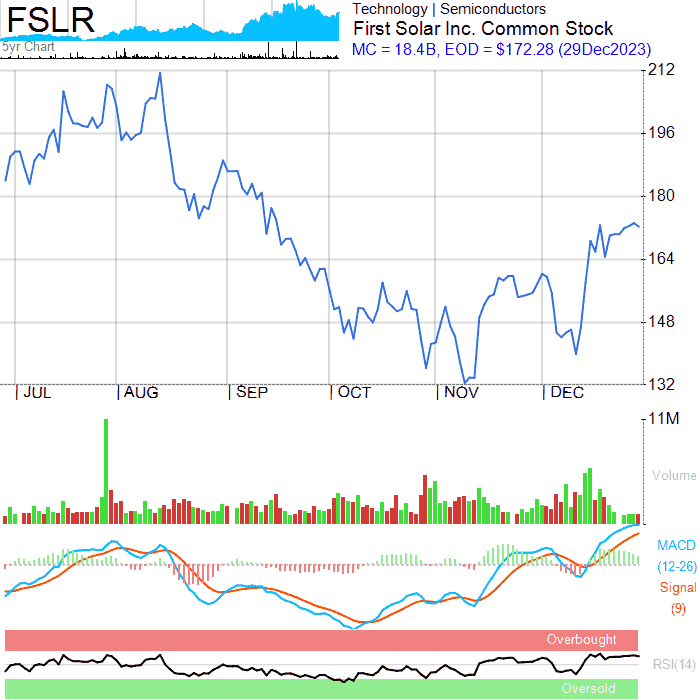 FSLR
5yr Chart
Technology | Semiconductors
First Solar Inc. Common Stock
MC = 18.4B, EOD = $172.28 (29Dec2023)
212
196
180
164
148
132
JUL AUG SEP OCT NOV DEC
11M
Volume
MACD
(12-26)
Signal
(9)
Overbought
RSI(14)
Oversold